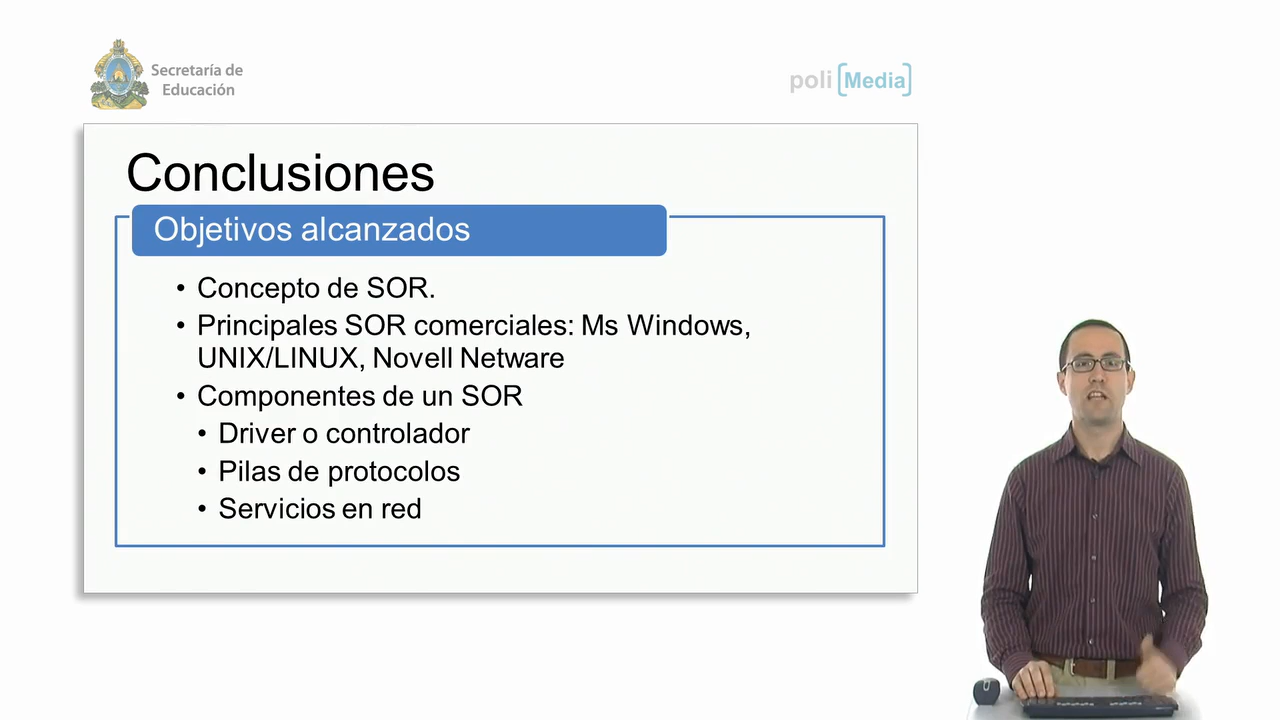 Secretaría de
Educación
poli [Media]
Conclusiones
Objetivos alcanzados
• Concepto de SOR.
• Principales SOR comerciales: Ms Windows,
UNIX/LINUX, Novell Netware
• Componentes de un SOR
• Driver o controlador
• Pilas de protocolos
• Servicios en red